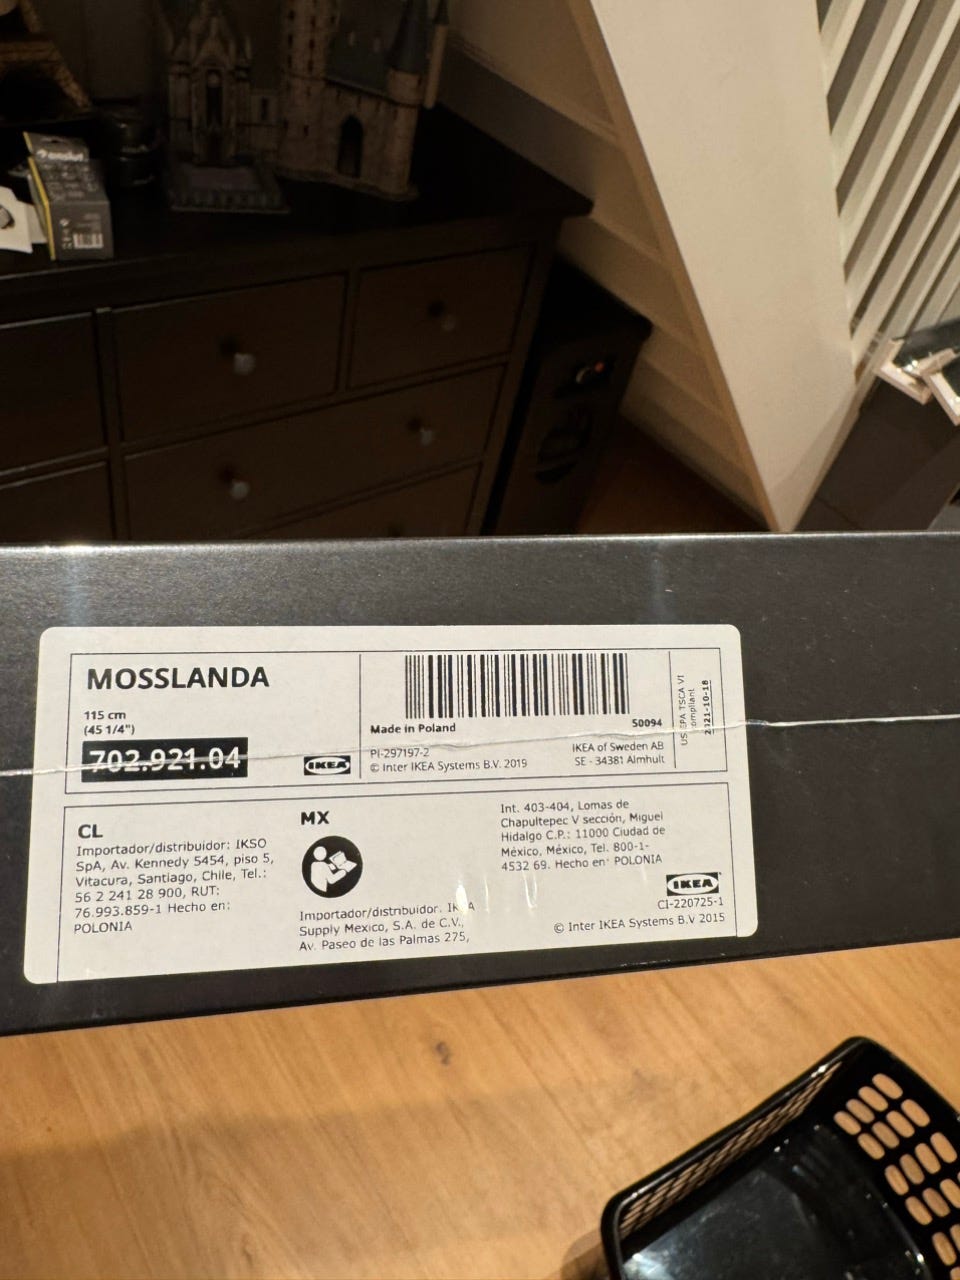 MOSSLANDA
115 cm
(45 1/4")
702.921.04
IKEA
Made in Poland
50094
PI-297197-2
© Inter IKEA Systems B.V. 2019
IKEA of Sweden AB
SE - 34381 Älmhult
US EPA TSCA VI
compliant
2021-10-18
CL
Importador/distribuidor: IKSO
SpA, Av. Kennedy 5454, piso 5,
Vitacura, Santiago, Chile, Tel.:
56 2 241 28 900, RUT:
76.993.859-1 Hecho en:
POLONIA
MX
Importador/distribuidor. IKEA
Supply Mexico, S.A. de C.V.,
Av. Paseo de las Palmas 275,
Int. 403-404, Lomas de
Chapultepec V sección, Miguel
Hidalgo C.P.: 11000 Ciudad de
México, México, Tel. 800-1-
4532 69. Hecho en: POLONIA
IKEA
CI-220725-1
© Inter IKEA Systems B.V 2015